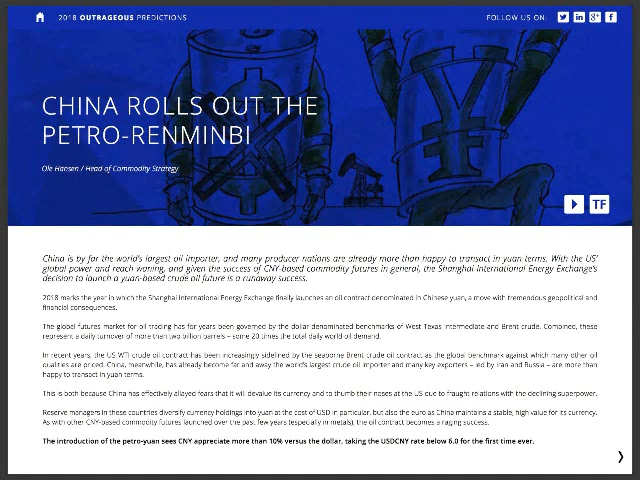 2018 OUTRAGEOUS PREDICTIONS
FOLLOW US ON:
CHINA ROLLS OUT THE
PETRO-RENMINBI
Ole Hansen / Head of Commodity Strategy
TF
China is by far the world's largest oil importer, and many producer nations are already more than happy to transact in yuan terms. With the US'
global power and reach waning, and given the success of CNY-based commodity futures in general, the Shanghai International Energy Exchange's
decision to launch a yuan-based crude oil future is a runaway success.
2018 marks the year in which the Shanghai International Energy Exchange finally launches an oil contract denominated in Chinese yuan, a move with tremendous geopolitical and
financial consequences.
The global futures market for oil trading has for years been governed by the dollar denominated benchmarks of West Texas Intermediate and Brent crude. Combined, these
represent a daily turnover of more than two billion barrels – some 20 times the total daily world oil demand.
In recent years, the US WTI crude oil contract has been increasingly sidelined by the seaborne Brent crude contract as the global benchmark against which many other oil
qualities are priced. China, meanwhile, has already become far and away the world's largest crude oil importer and many key exporters – led by Iran and Russia – are more than
happy to transact in yuan terms.
This is both because China has effectively allayed fears that it will devalue its currency and to thumb their noses at the US due to fraught relations with the declining superpower.
Reserve managers in these countries diversify currency holdings into yuan at the cost of USD in particular, but also the euro as China maintains a stable, high value for its currency.
As with other CNY-based commodity futures launched over the past few years (especially in metals), the oil contract becomes a raging success.
The introduction of the petro-yuan sees CNY appreciate more than 10% versus the dollar, taking the USDCNY rate below 6.0 for the first time ever.